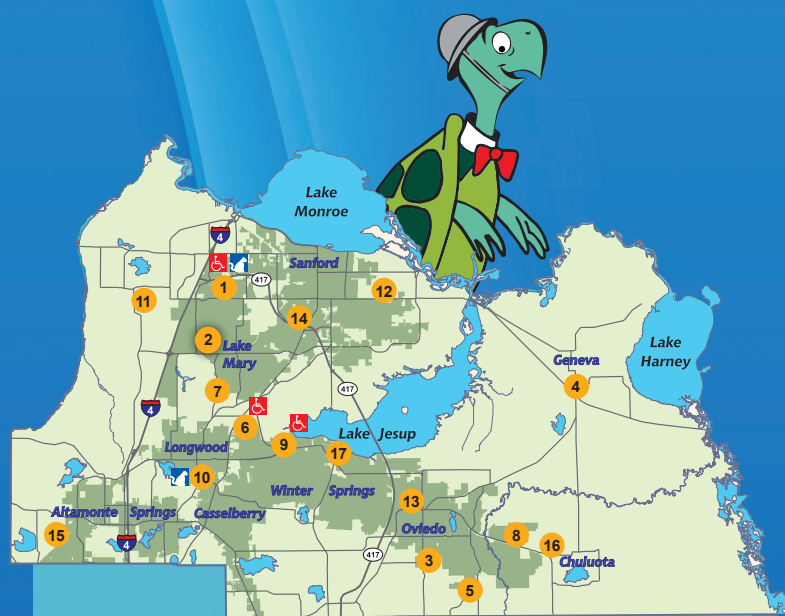 Lake
Monroe
4
Sanford
417
1
12
11
14
2
Lake
Mary
Lake
Harney
Geneva
4
7
417
4
6
Lake Jesup
9
17
Longwood
10
Winter Springs
13
Altamonte Springs
Casselberry
Oviedo
15
4
8
16
417
3
Chuluota
5